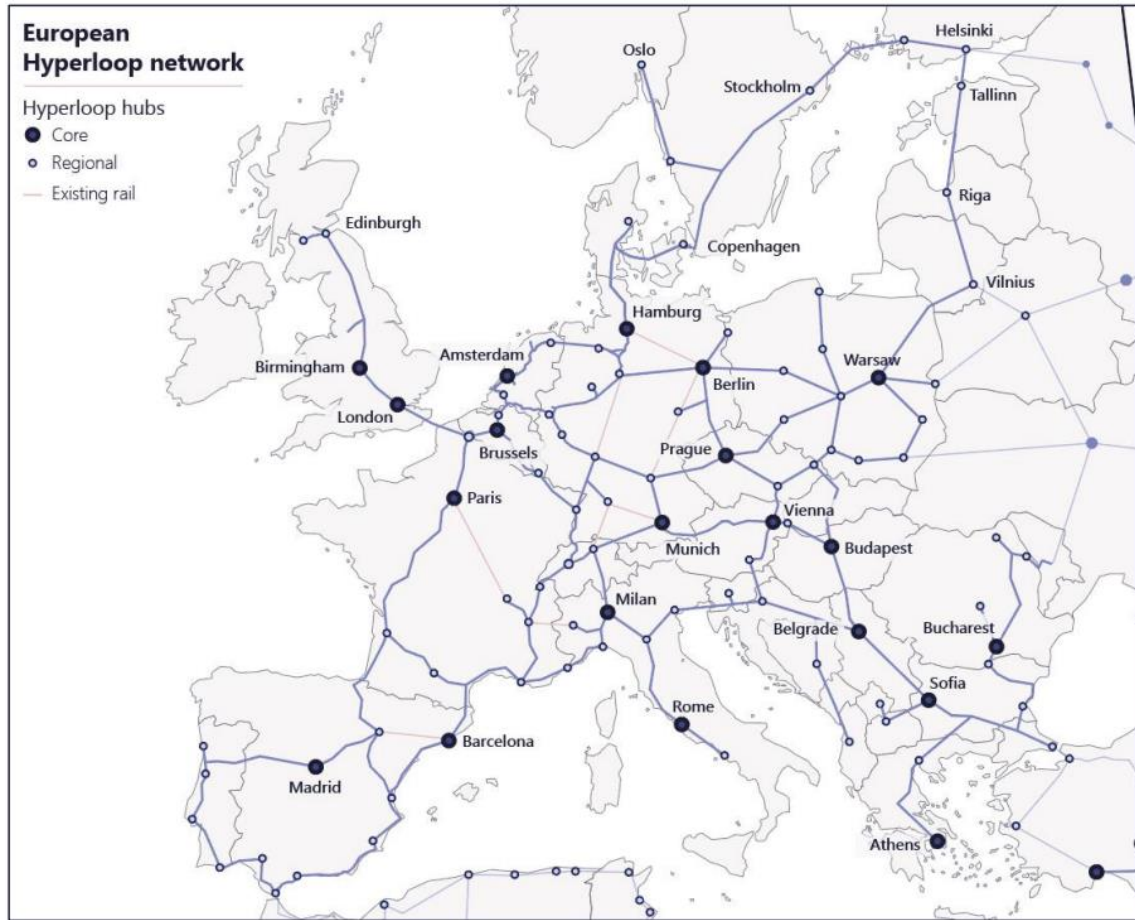 European
Hyperloop network
Hyperloop hubs
Core
Regional
Existing rail
Oslo
Helsinki
Stockholm
Tallinn
Riga
Edinburgh
Copenhagen
Vilnius
Hamburg
Amsterdam
Birmingham
Berlin
Warsaw
London
Brussels
Prague
Paris
Vienna
Munich
Budapest
Milan
Belgrade
Bucharest
Sofia
Rome
Barcelona
Madrid
Athens